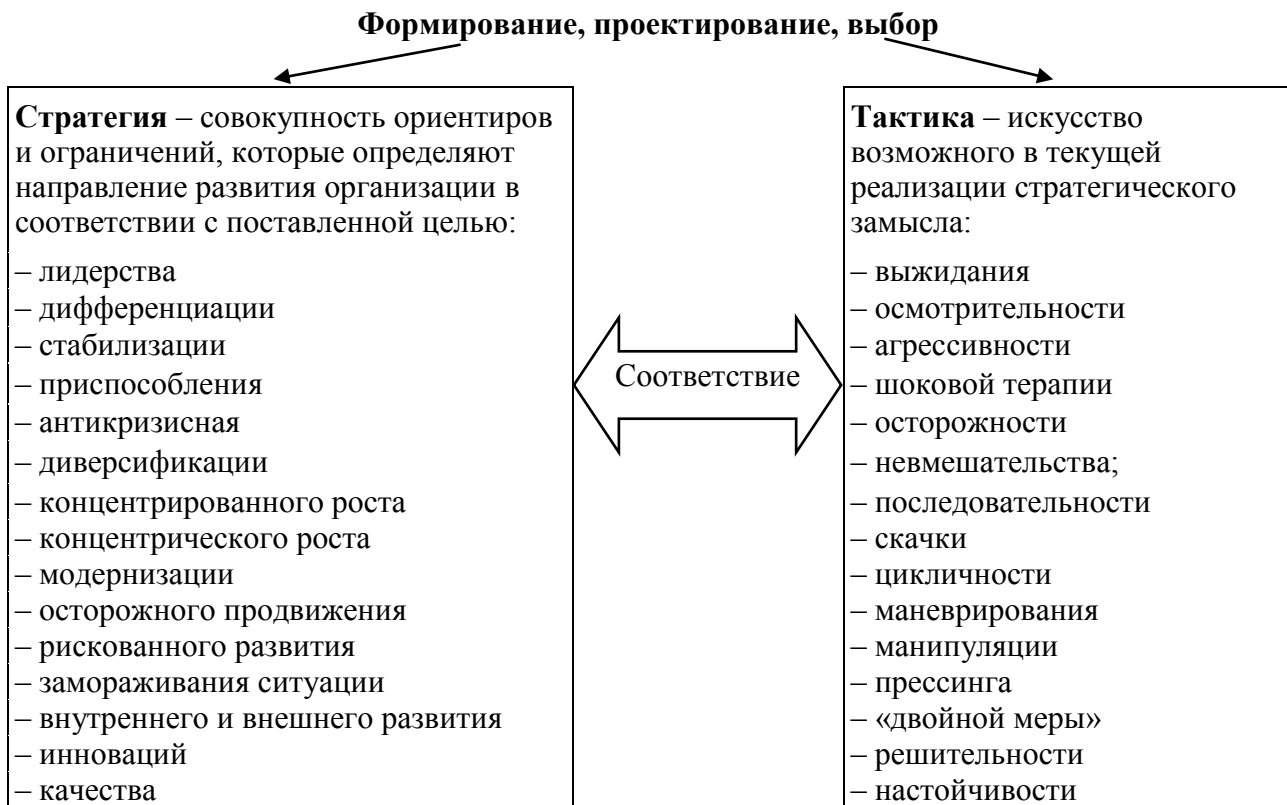 Формирование, проектирование, выбор
Стратегия – совокупность ориентиров
и ограничений, которые определяют
направление развития организации в
соответствии с поставленной целью:
– лидерства
– дифференциации
– стабилизации
– приспособления
– антикризисная
– диверсификации
– концентрированного роста
– концентрического роста
– модернизации
– осторожного продвижения
– рискованного развития
– замораживания ситуации
– внутреннего и внешнего развития
– инноваций
– качества
Соответствие
Тактика – искусство
возможного в текущей
реализации стратегического
замысла:
– выжидания
– осмотрительности
– агрессивности
– шоковой терапии
– осторожности
– невмешательства;
– последовательности
– скачки
– цикличности
– маневрирования
– манипуляции
– прессинга
– «двойной меры»
– решительности
– настойчивости